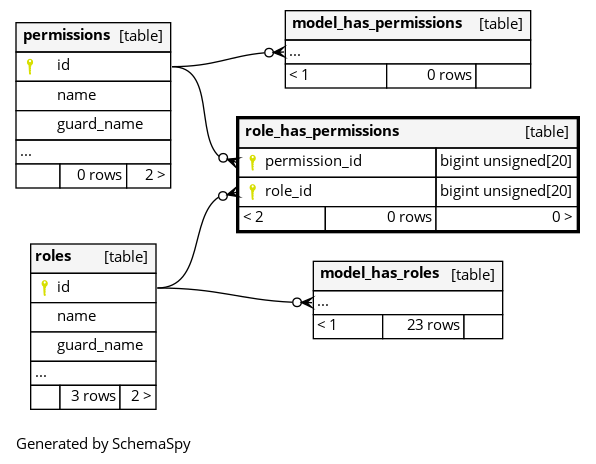 permissions [table]
id
name
guard_name
...
0 rows 2 >
model_has_permissions [table]
...
< 1 0 rows
role_has_permissions [table]
permission_id bigint unsigned[20]
role_id bigint unsigned[20]
< 2 0 rows 0 >
roles [table]
id
name
guard_name
...
3 rows 2 >
model_has_roles [table]
...
< 1 23 rows
Generated by SchemaSpy